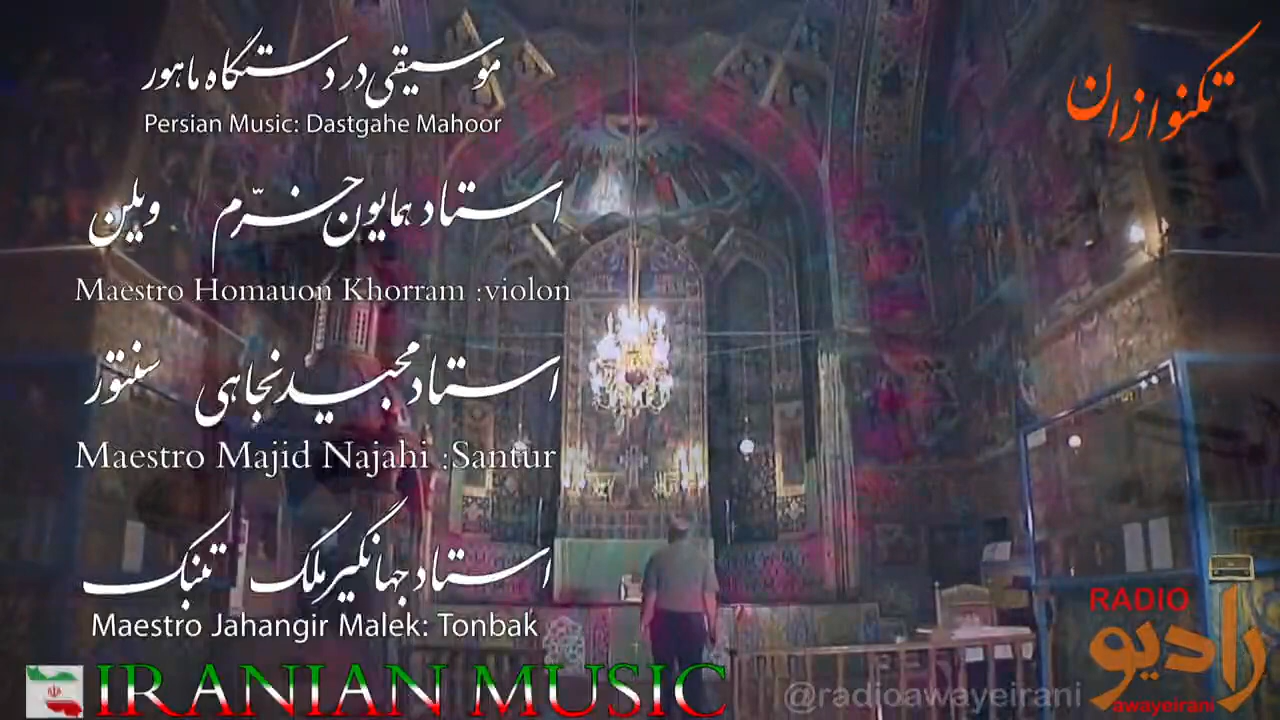 موسیقی در دستگاه ماهور
Persian Music: Dastgahe Mahoor
تکنوازان
استاد همایون خرّم ویلن
Maestro Homauon Khorram :violon
استاد مجید نجاهی سنتور
Maestro Majid Najahi :Santur
استاد جهانگیر ملک تنبک
Maestro Jahangir Malek: Tonbak
IRANIAN MUSIC
@radioawayeirani
RADIO
رادیو
awayeirani